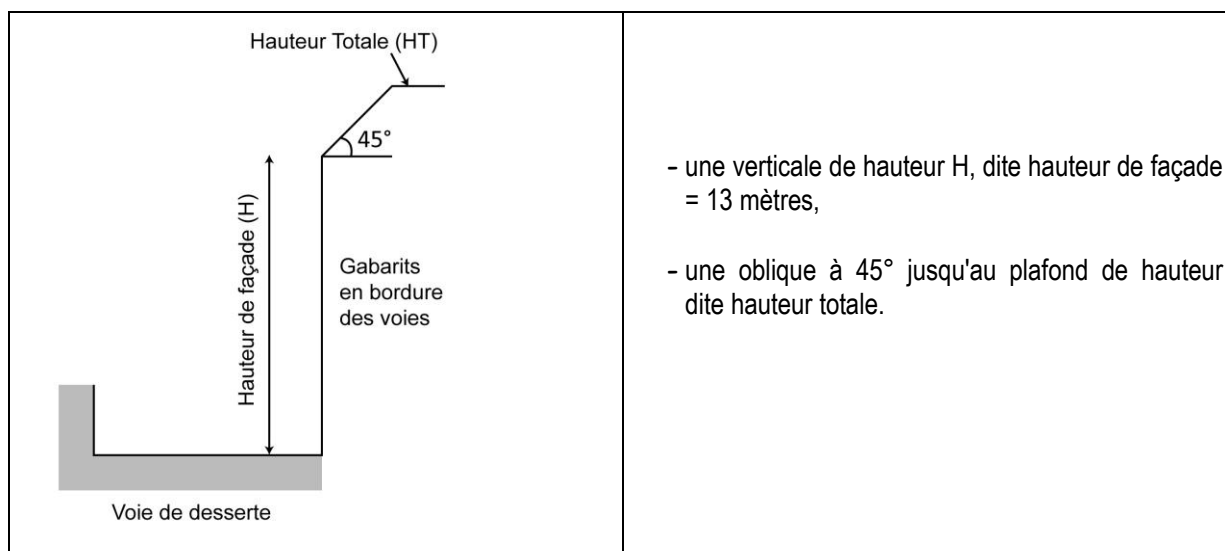 Hauteur Totale (HT)
45°
Hauteur de façade (H)
Gabarits
en bordure
des voies
Voie de desserte
- une verticale de hauteur H, dite hauteur de façade
= 13 mètres,
- une oblique à 45° jusqu'au plafond de hauteur
dite hauteur totale.